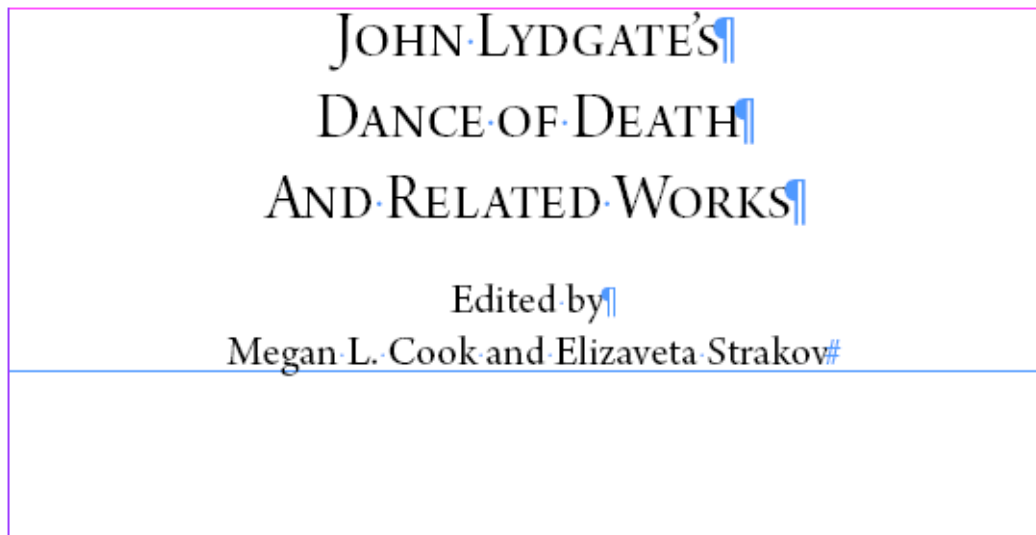 John Lydgate’s¶
Dance·of·Death¶
And·Related·Works¶
Edited·by¶
Megan·L.·Cook·and·Elizaveta·Strakov#